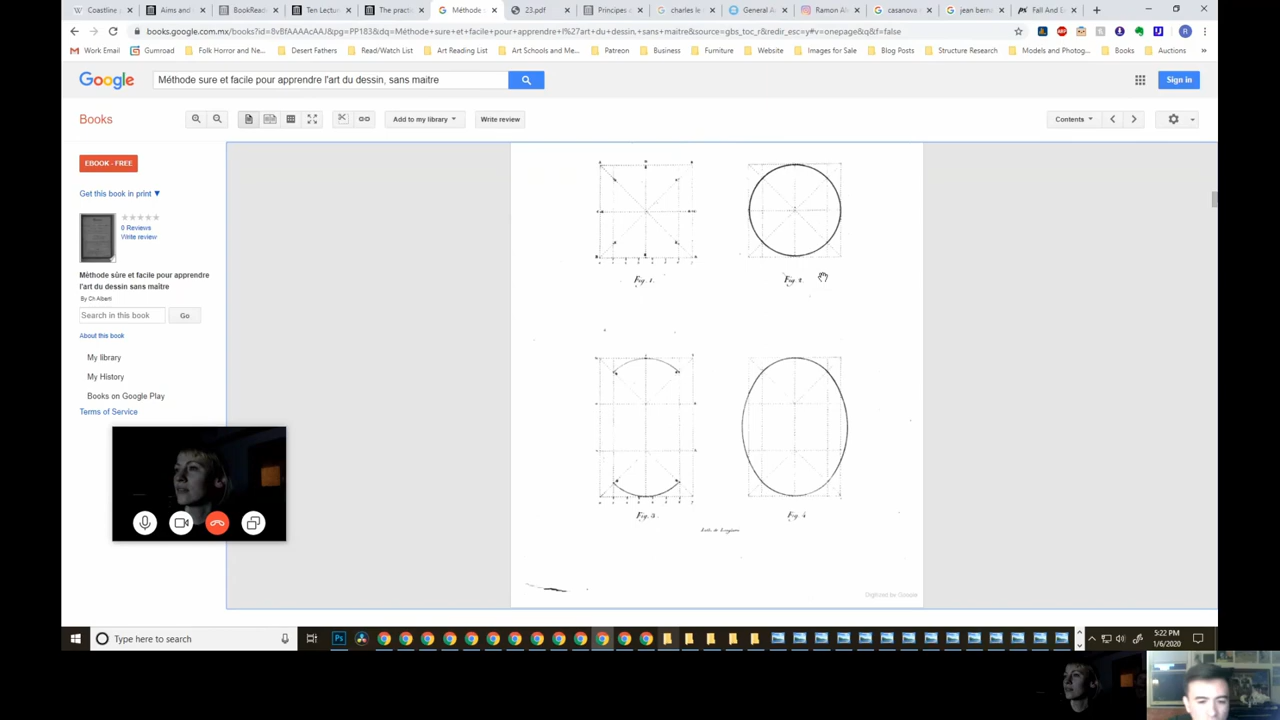 Coastline
Aims and
BookRead
Ten Lectur
The practi
Méthode s
23.pdf
Principes d
charles le
General A
Ramon Al
casanova
jean berna
Fall And E
books.google.com.mx/books?id=8vBfAAAAcAAJ&pg=PP183&dq=Méthode+sure+et+facile+pour+apprendre+l%27art+du+dessin,+sans+maitre&source=gbs_toc_r&redir_esc=y#v=onepage&q&f=false
Work Email
Gumroad
Folk Horror and Ne...
Desert Fathers
Read/Watch List
Art Reading List
Art Schools and Me...
Patreon
Business
Furniture
Website
Images for Sale
Blog Posts
Structure Research
Models and Photog...
Books
Auctions
Google
Méthode sure et facile pour apprendre l'art du dessin, sans maitre
Sign in
Books
Add to my library
Write review
Contents
EBOOK - FREE
Get this book in print
0 Reviews
Write review
Mèthode sûre et facile pour apprendre
l'art du dessin sans maître
By Ch Albert
Search in this book
Go
About this book
My library
My History
Books on Google Play
Terms of Service
Fig. 1.
Fig 2.
Fig. 3
Fig. 4
Digitized by Google
Type here to search
Ps
5:22 PM
1/6/2020